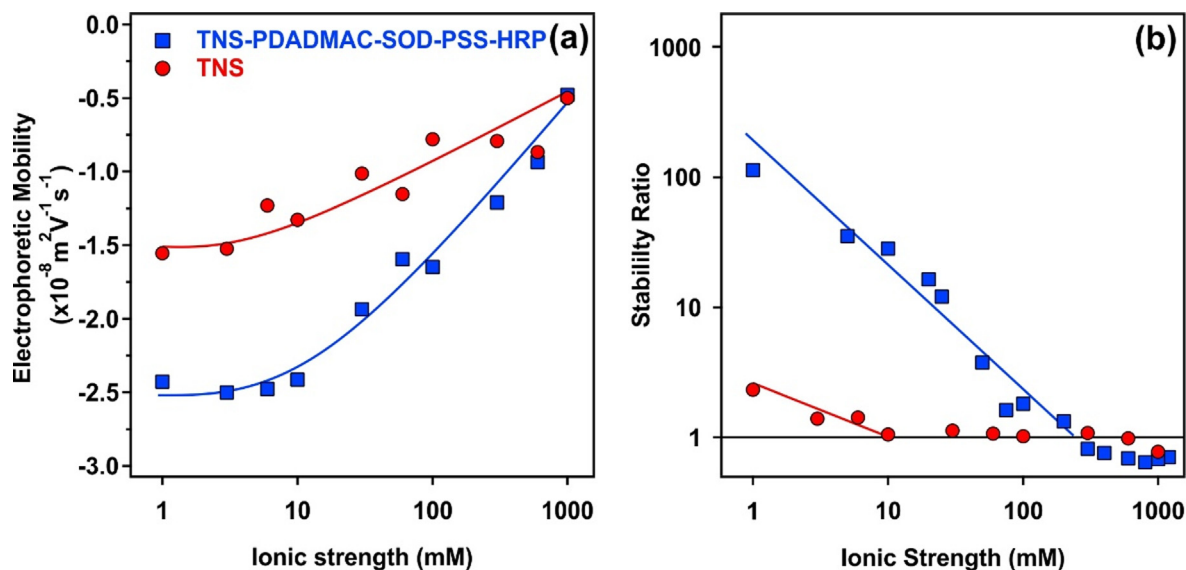 Electrophoretic Mobility
(x10⁻⁸ m²V⁻¹ s⁻¹)
0.0
-0.5
-1.0
-1.5
-2.0
-2.5
-3.0
TNS-PDADMAC-SOD-PSS-HRP
TNS
(a)
1
10
100
1000
Ionic strength (mM)
Stabililty Ratio
1000
100
10
1
(b)
1
10
100
1000
Ionic Strength (mM)